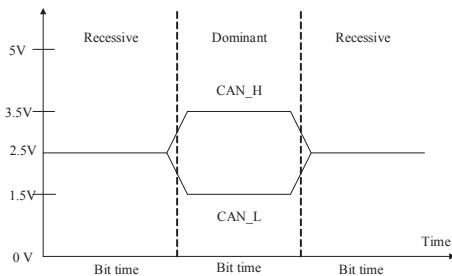 Recessive Dominant Recessive
5V
CAN_H
3.5V
2.5V
1.5V
CAN_L
Time
0 V
Bit time Bit time Bit time